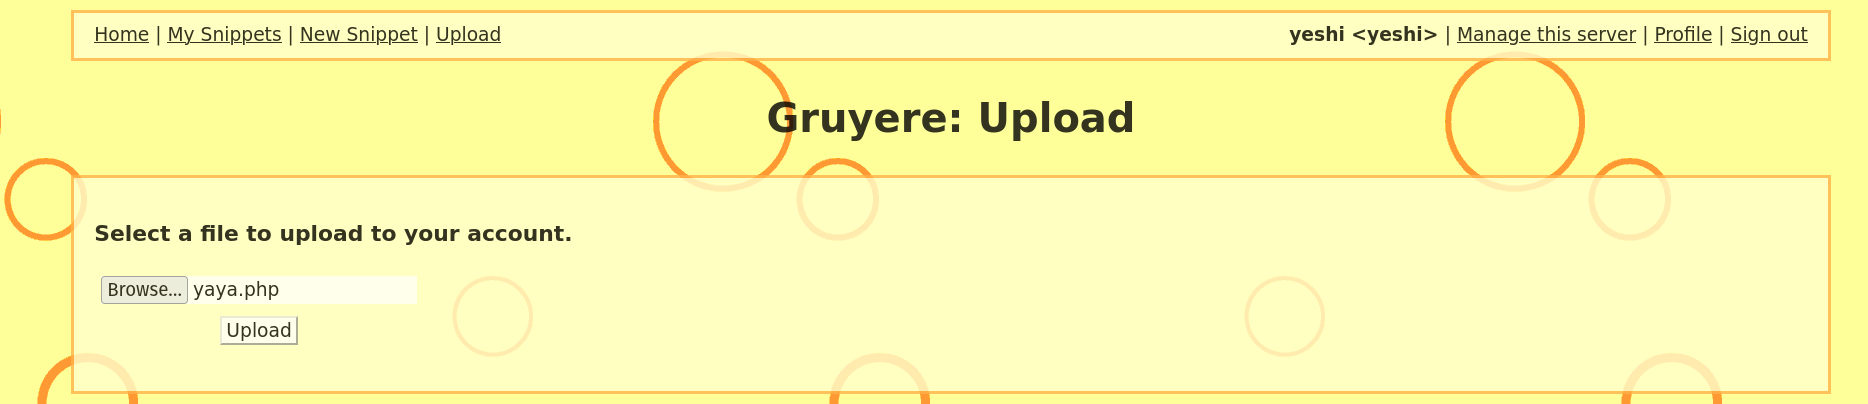 Home | My Snippets | New Snippet | Upload
yeshi <yeshi> | Manage this server | Profile | Sign out
Gruyere: Upload
Select a file to upload to your account.
Browse... yaya.php
Upload